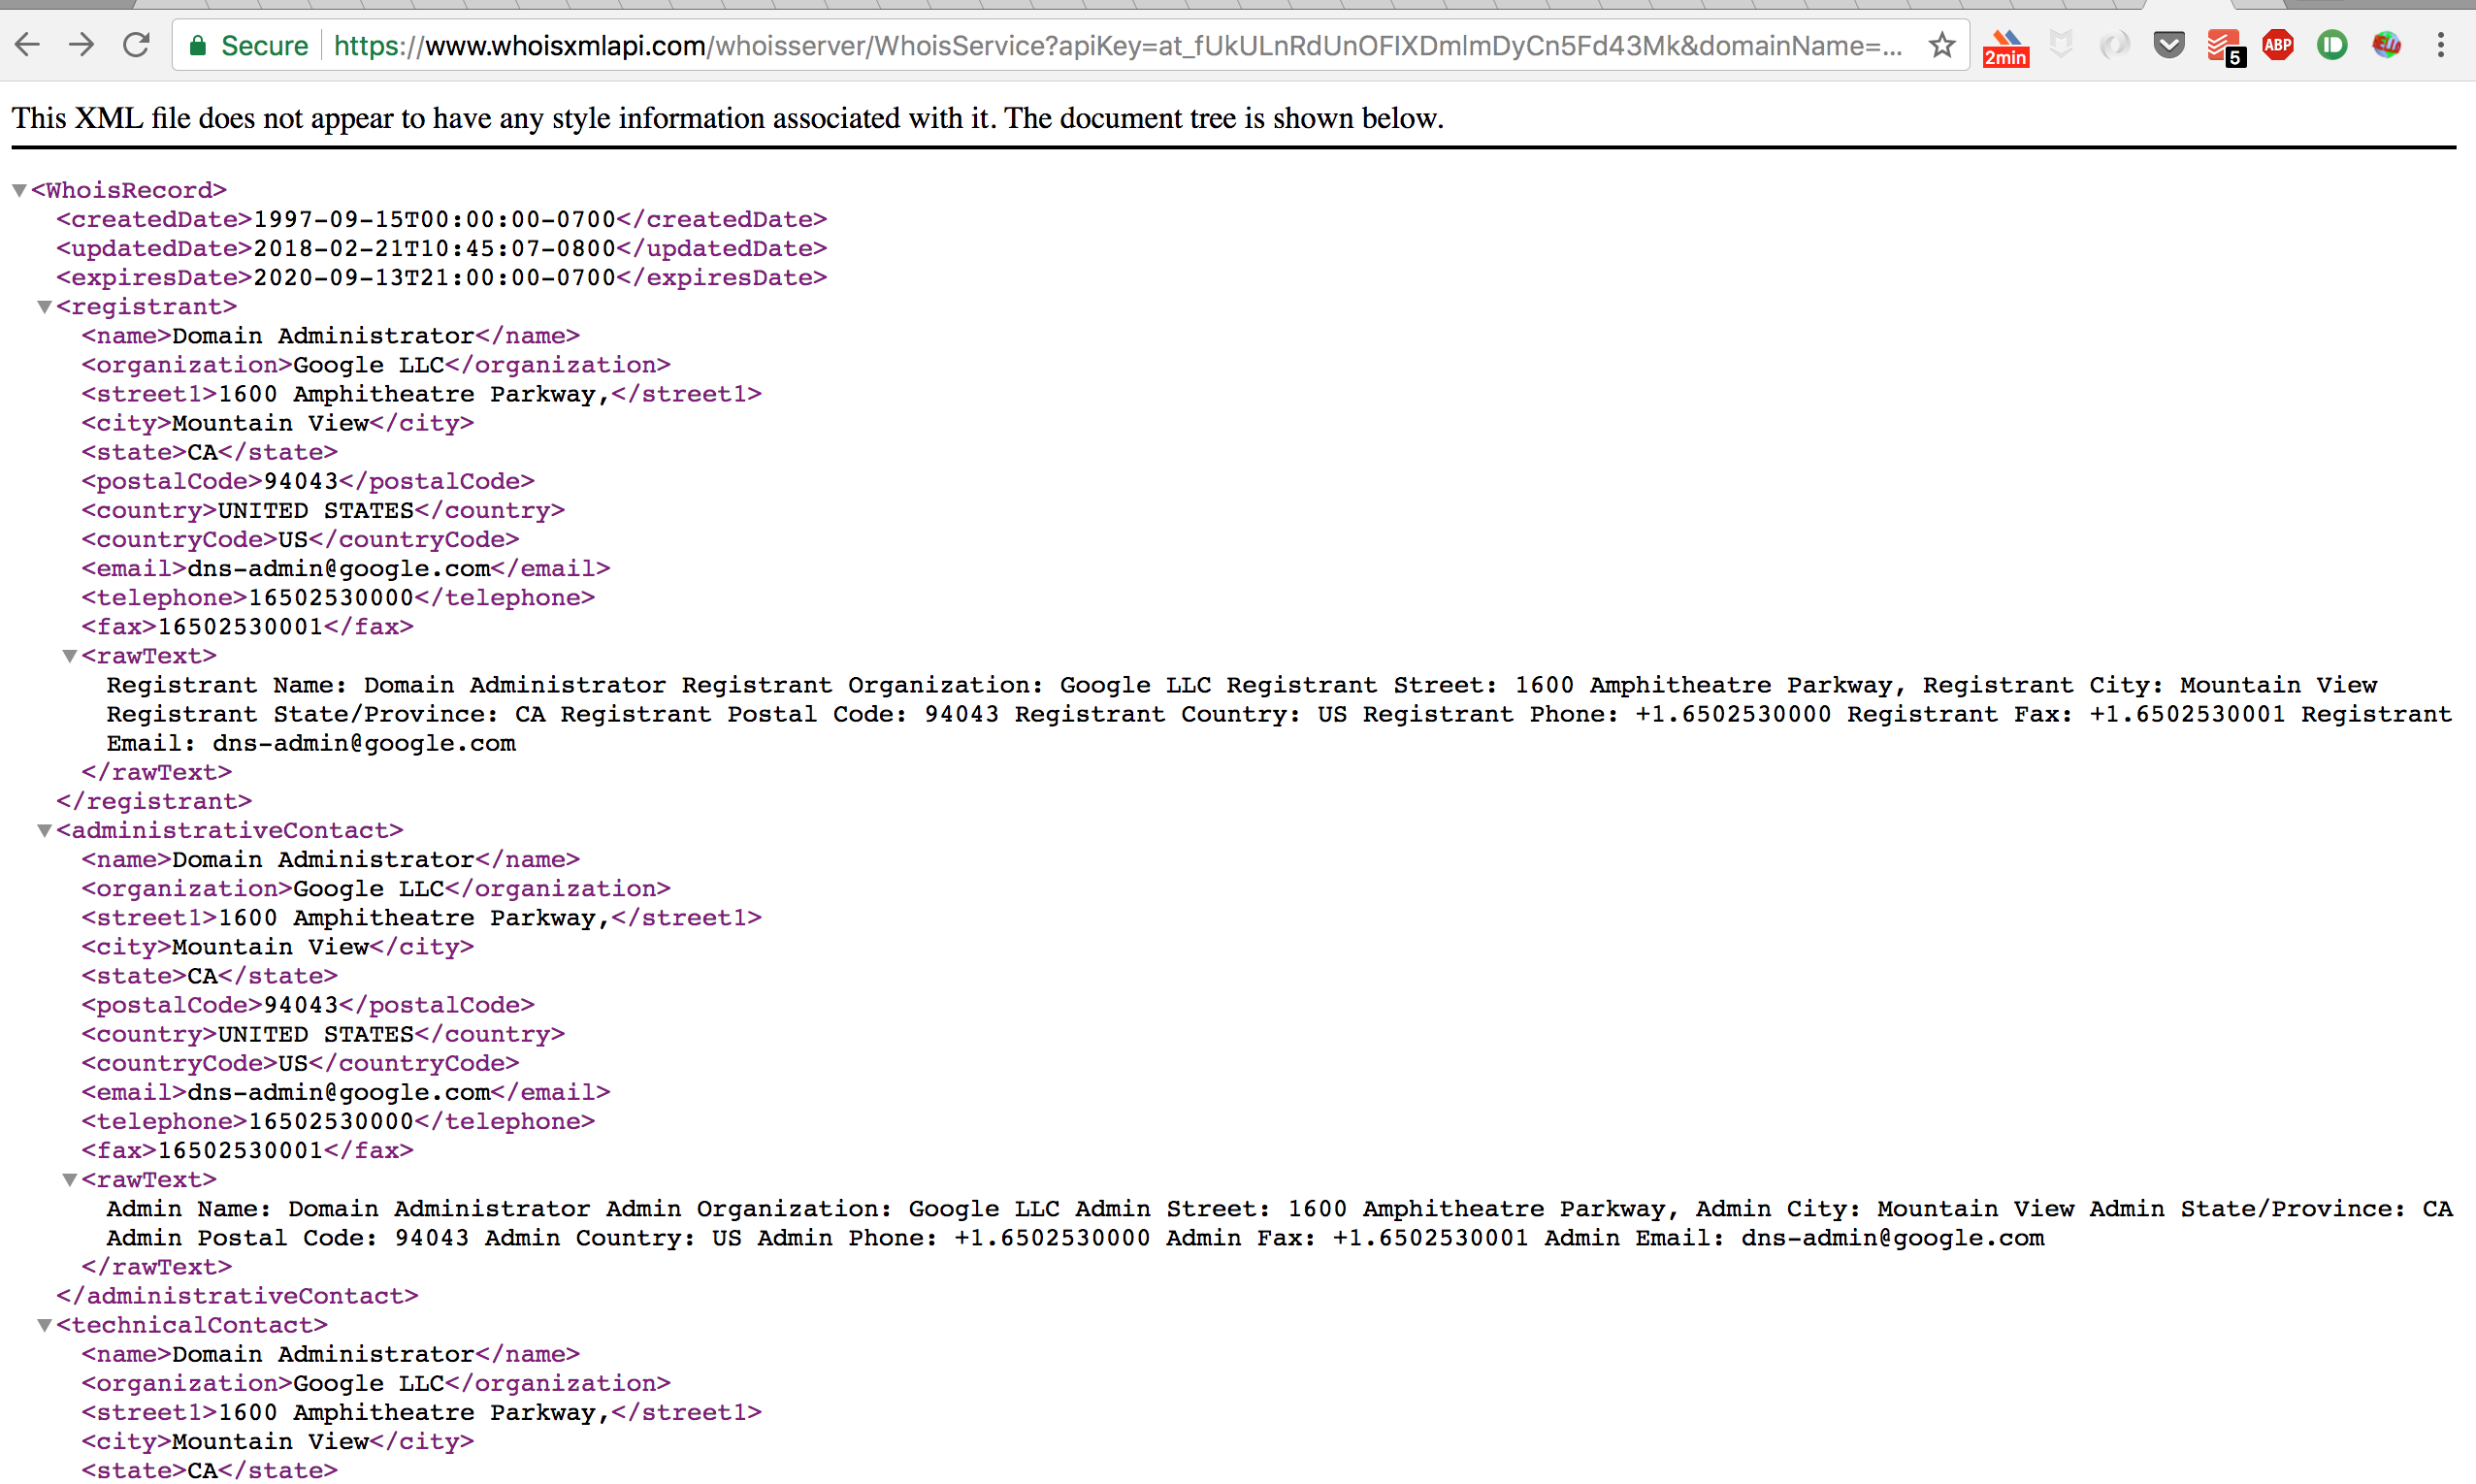 Secure https://www.whoisxmlapi.com/whoisserver/WhoisService?apiKey=at_fUkULnRdUnOFIXDmlmDyCn5Fd43Mk&domainName=... 2min 5 ABP
This XML file does not appear to have any style information associated with it. The document tree is shown below.
<WhoisRecord>
<createdDate>1997-09-15T00:00:00-0700</createdDate>
<updatedDate>2018-02-21T10:45:07-0800</updatedDate>
<expiresDate>2020-09-13T21:00:00-0700</expiresDate>
<registrant>
<name>Domain Administrator</name>
<organization>Google LLC</organization>
<street1>1600 Amphitheatre Parkway,</street1>
<city>Mountain View</city>
<state>CA</state>
<postalCode>94043</postalCode>
<country>UNITED STATES</country>
<countryCode>US</countryCode>
<email>dns-admin@google.com</email>
<telephone>16502530000</telephone>
<fax>16502530001</fax>
<rawText>
Registrant Name: Domain Administrator Registrant Organization: Google LLC Registrant Street: 1600 Amphitheatre Parkway, Registrant City: Mountain View
Registrant State/Province: CA Registrant Postal Code: 94043 Registrant Country: US Registrant Phone: +1.6502530000 Registrant Fax: +1.6502530001 Registrant
Email: dns-admin@google.com
</rawText>
</registrant>
<administrativeContact>
<name>Domain Administrator</name>
<organization>Google LLC</organization>
<street1>1600 Amphitheatre Parkway,</street1>
<city>Mountain View</city>
<state>CA</state>
<postalCode>94043</postalCode>
<country>UNITED STATES</country>
<countryCode>US</countryCode>
<email>dns-admin@google.com</email>
<telephone>16502530000</telephone>
<fax>16502530001</fax>
<rawText>
Admin Name: Domain Administrator Admin Organization: Google LLC Admin Street: 1600 Amphitheatre Parkway, Admin City: Mountain View Admin State/Province: CA
Admin Postal Code: 94043 Admin Country: US Admin Phone: +1.6502530000 Admin Fax: +1.6502530001 Admin Email: dns-admin@google.com
</rawText>
</administrativeContact>
<technicalContact>
<name>Domain Administrator</name>
<organization>Google LLC</organization>
<street1>1600 Amphitheatre Parkway,</street1>
<city>Mountain View</city>
<state>CA</state>